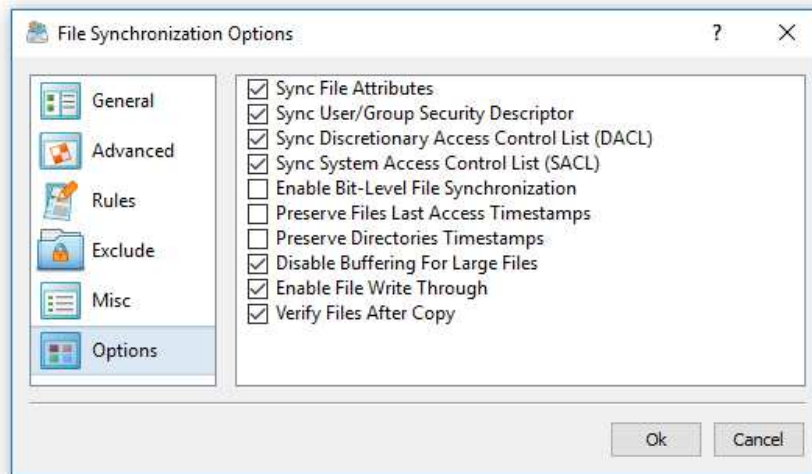 File Synchronization Options
?
General
Advanced
Rules
Exclude
Misc
Options
Sync File Attributes
Sync User/Group Security Descriptor
Sync Discretionary Access Control List (DACL)
Sync System Access Control List (SACL)
Enable Bit-Level File Synchronization
Preserve Files Last Access Timestamps
Preserve Directories Timestamps
Disable Buffering For Large Files
Enable File Write Through
Verify Files After Copy
Ok
Cancel